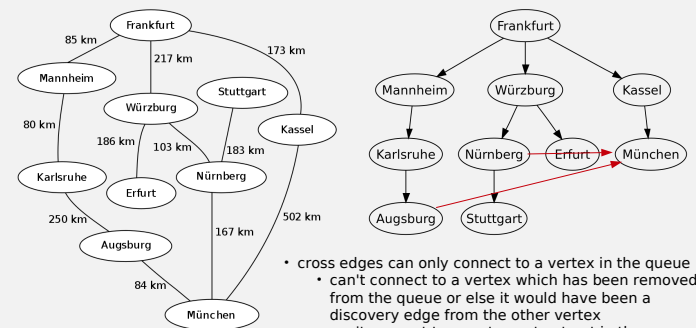 Frankfurt
85 km
173 km
217 km
Mannheim
Stuttgart
Würzburg
80 km
Kassel
186 km
103 km
183 km
Karlsruhe
Nürnberg
Erfurt
250 km
502 km
167 km
Augsburg
84 km
München
Frankfurt
Mannheim
Würzburg
Kassel
Karlsruhe
Nürnberg
Erfurt
München
Augsburg
Stuttgart
• cross edges can only connect to a vertex in the queue
• can't connect to a vertex which has been removed
from the queue or else it would have been a
discovery edge from the other vertex